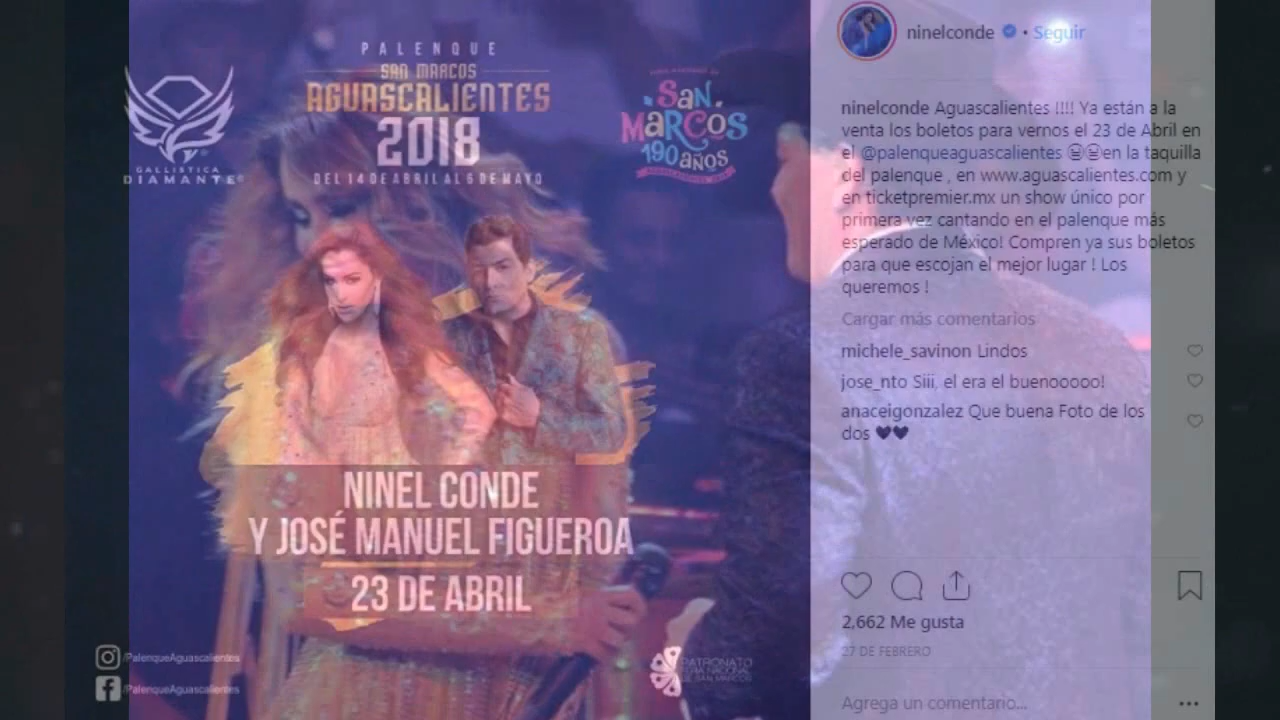 PALENQUE
SAN MARCOS
AGUASCALIENTES
2018
DEL 14 DE ABRIL AL 6 DE MAYO
GALLISTICA
DIAMANTE
SAN
MARCOS
190 AÑOS
NINEL CONDE
Y JOSÉ MANUEL FIGUEROA
23 DE ABRIL
/PalenqueAguascalientes
/PalenqueAguascalientes
PATRONATO
FERIA NACIONAL
DE SAN MARCOS
ninelconde • Seguir
ninelconde Aguascalientes !!!! Ya están a la
venta los boletos para vernos el 23 de Abril en
el @palenqueaguascalientes 😀😀en la taquilla
del palenque , en www.aguascalientes.com y
en ticketpremier.mx un show único por
primera vez cantando en el palenque más
esperado de México! Compren ya sus boletos
para que escojan el mejor lugar ! Los
queremos !
Cargar más comentarios
michele_savinon Lindos
jose_nto Siii, el era el buenooooo!
anaceigonzalez Que buena Foto de los
dos 🖤🖤
2,662 Me gusta
27 DE FEBRERO
Agrega un comentario...